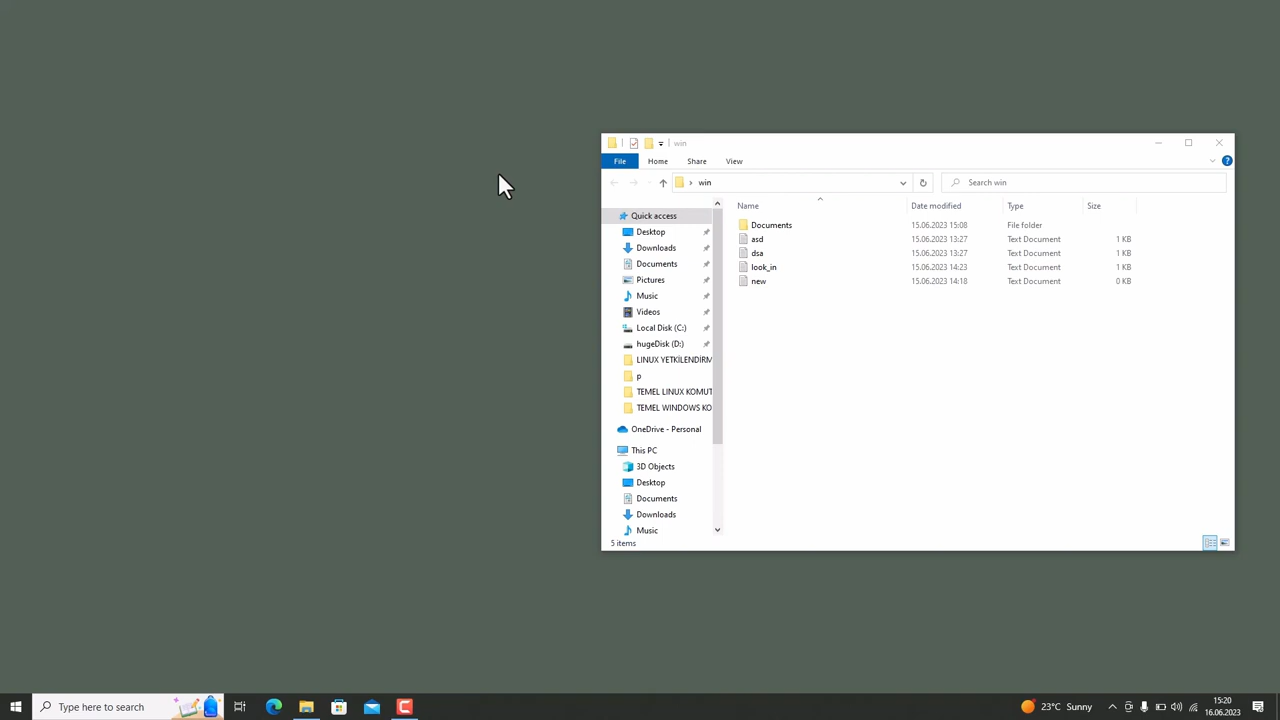 win
File Home Share View
win
Search win
Name Date modified Type Size
Quick access
Desktop
Downloads
Documents
Pictures
Music
Videos
Local Disk (C:)
hugeDisk (D:)
LINUX YETKİLENDİRM
p
TEMEL LINUX KOMUT
TEMEL WINDOWS KO
OneDrive - Personal
This PC
3D Objects
Desktop
Documents
Downloads
Music
Documents 15.06.2023 15:08 File folder
asd 15.06.2023 13:27 Text Document 1 KB
dsa 15.06.2023 13:27 Text Document 1 KB
look_in 15.06.2023 14:23 Text Document 1 KB
new 15.06.2023 14:18 Text Document 0 KB
5 items
Type here to search
23°C Sunny
15:20
16.06.2023